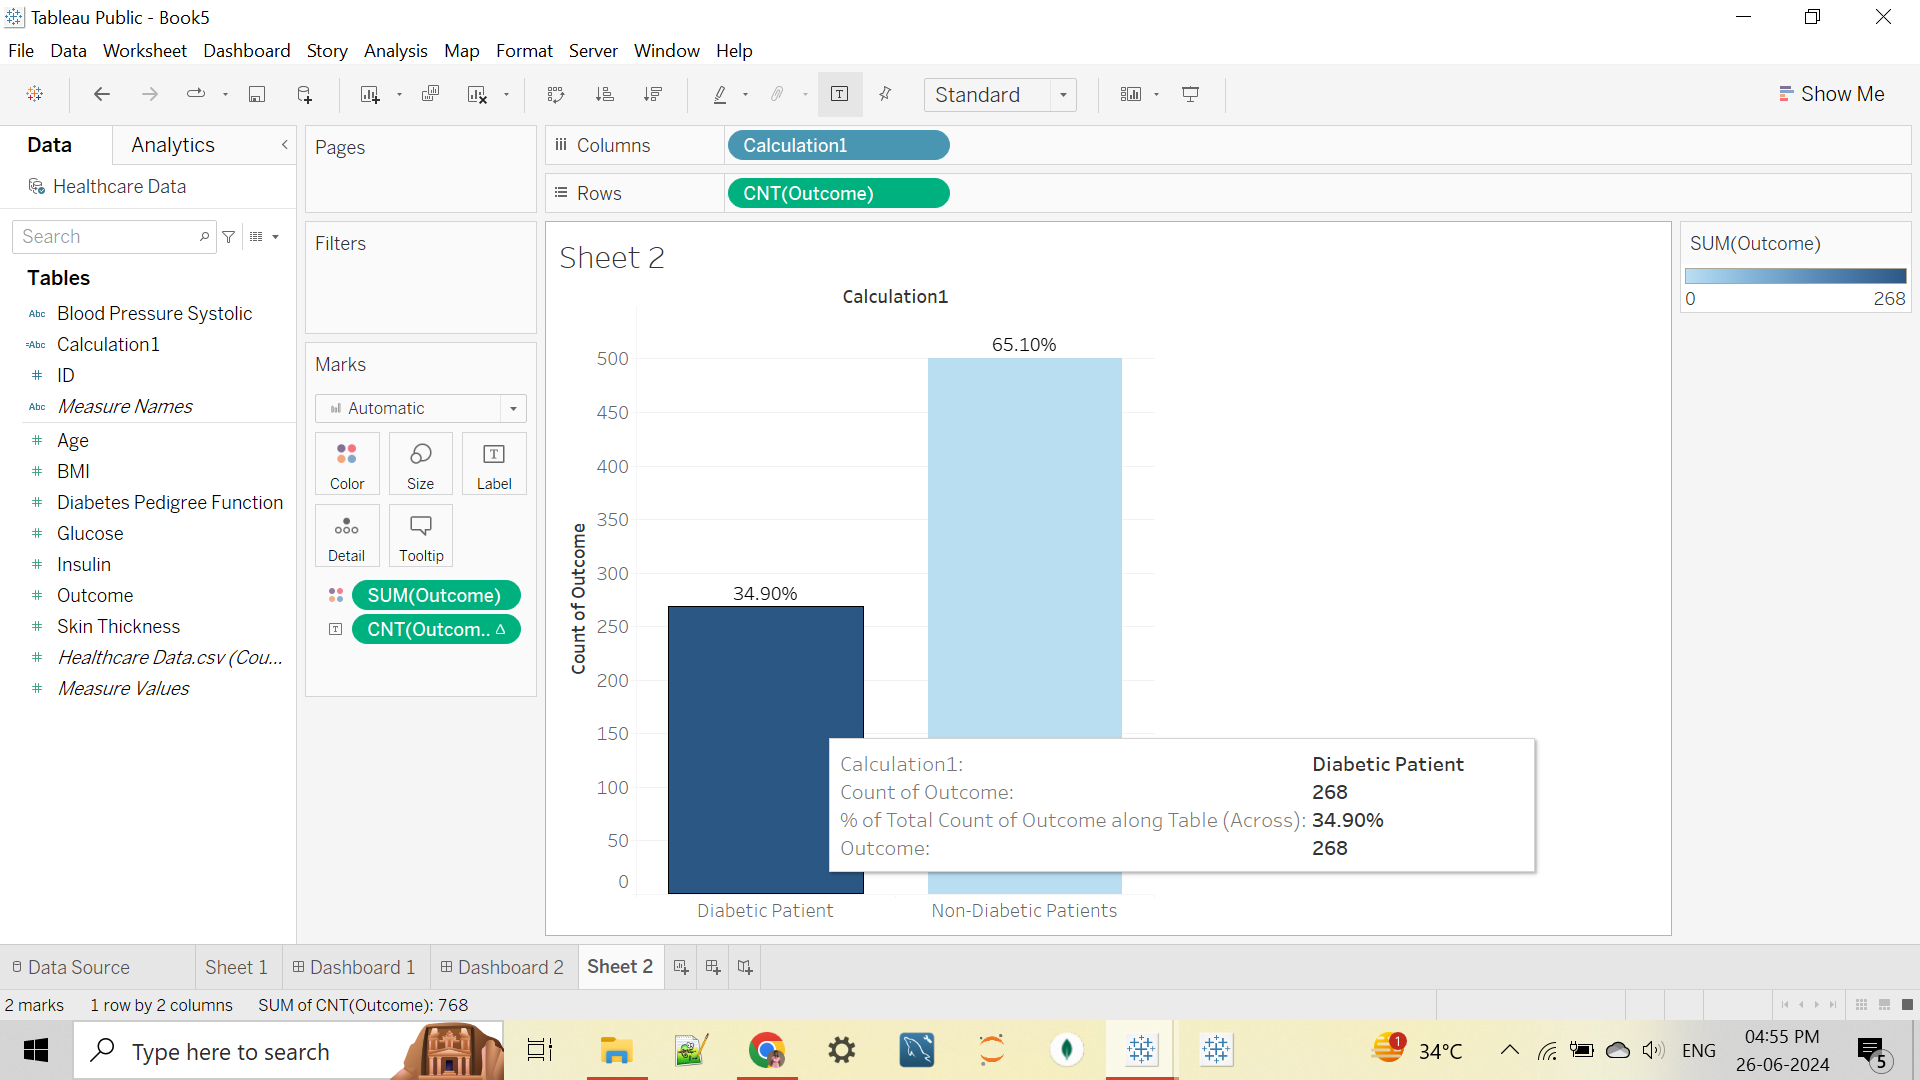 Tableau Public - Book5
File Data Worksheet Dashboard Story Analysis Map Format Server Window Help
Standard
Show Me
Data Analytics
Healthcare Data
Search
Tables
Abc Blood Pressure Systolic
=Abc Calculation1
# ID
Abc Measure Names
# Age
# BMI
# Diabetes Pedigree Function
# Glucose
# Insulin
# Outcome
# Skin Thickness
# Healthcare Data.csv (Cou...
# Measure Values
Pages
Filters
Marks
Automatic
Color Size Label
Detail Tooltip
SUM(Outcome)
CNT(Outcom.. Δ
Columns Calculation1
Rows CNT(Outcome)
Sheet 2
Calculation1
Count of Outcome
500
450
400
350
300
250
200
150
100
50
0
34.90%
65.10%
Calculation1: Diabetic Patient
Count of Outcome: 268
% of Total Count of Outcome along Table (Across): 34.90%
Outcome: 268
Diabetic Patient Non-Diabetic Patients
SUM(Outcome)
0 268
Data Source Sheet 1 Dashboard 1 Dashboard 2 Sheet 2
2 marks 1 row by 2 columns SUM of CNT(Outcome): 768
Type here to search
1
34°C
ENG
04:55 PM
26-06-2024
5